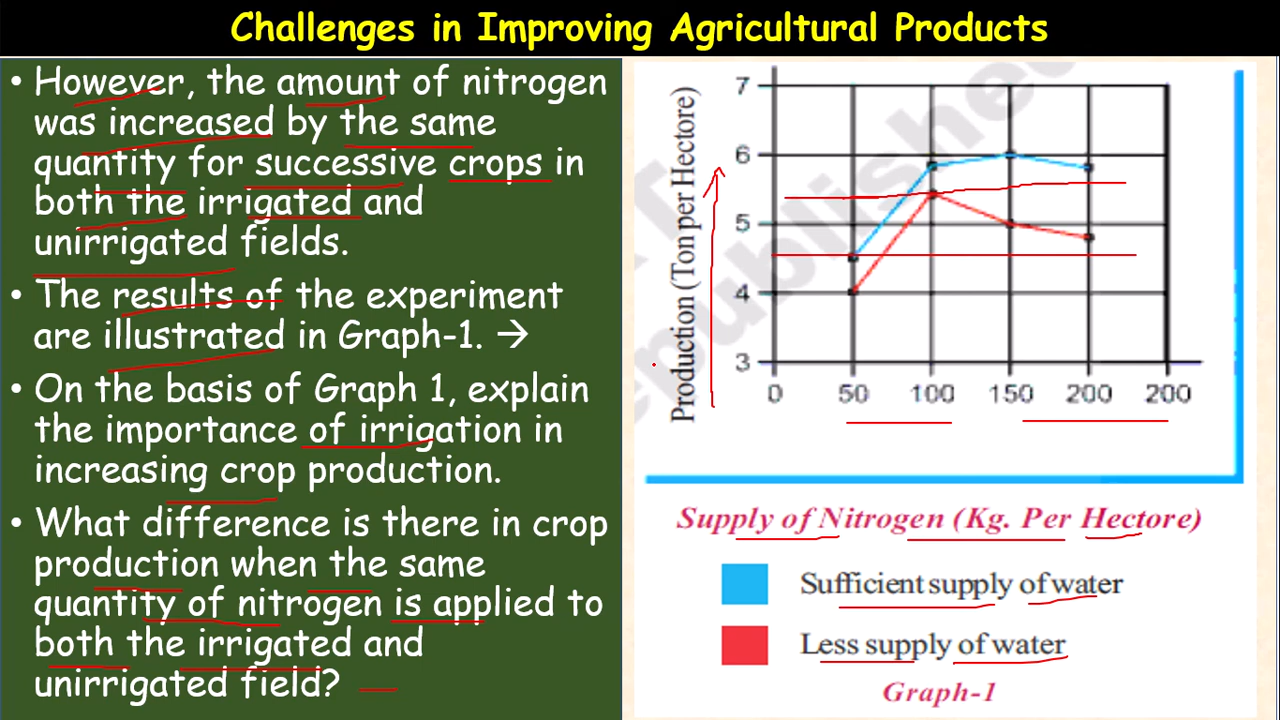 Challenges in Improving Agricultural Products
• However, the amount of nitrogen
was increased by the same
quantity for successive crops in
both the irrigated and
unirrigated fields.
• The results of the experiment
are illustrated in Graph-1. →
• On the basis of Graph 1, explain
the importance of irrigation in
increasing crop production.
• What difference is there in crop
production when the same
quantity of nitrogen is applied to
both the irrigated and
unirrigated field?
Production (Ton per Hectore)
7
6
5
4
3
0 50 100 150 200 200
Supply of Nitrogen (Kg. Per Hectore)
Sufficient supply of water
Less supply of water
Graph-1